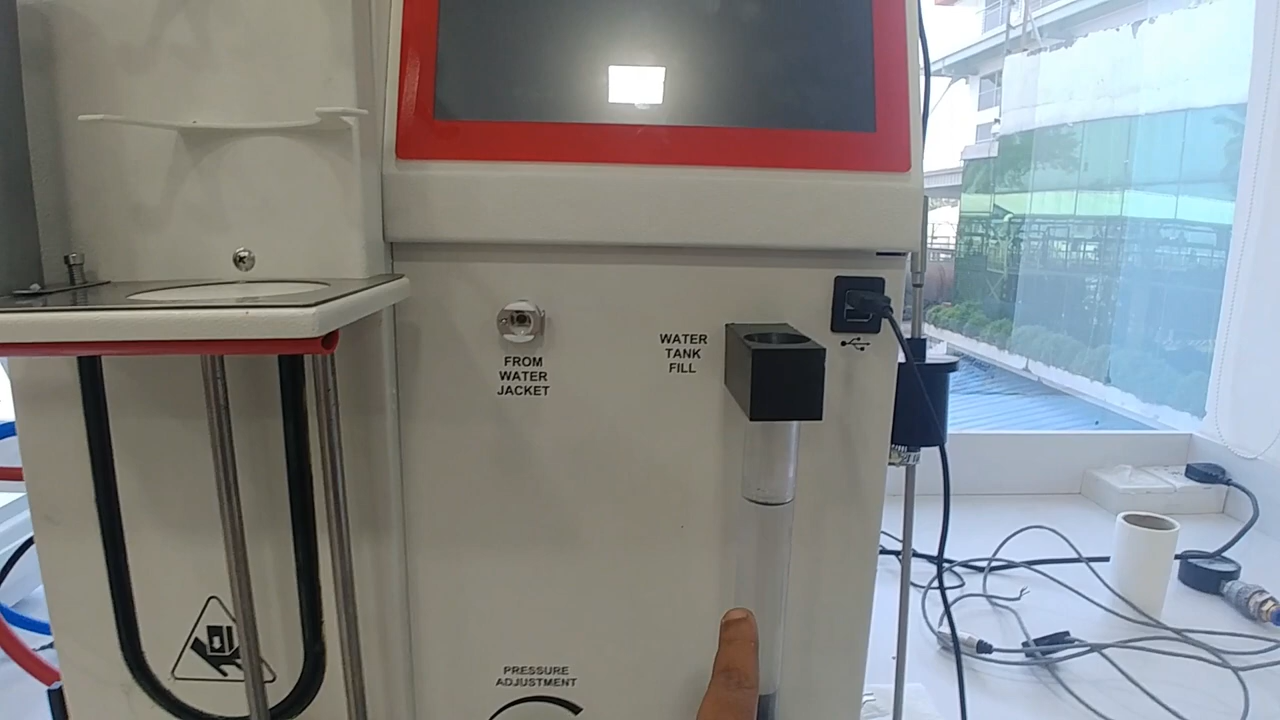 FROM
WATER
JACKET
WATER
TANK
FILL
PRESSURE
ADJUSTMENT